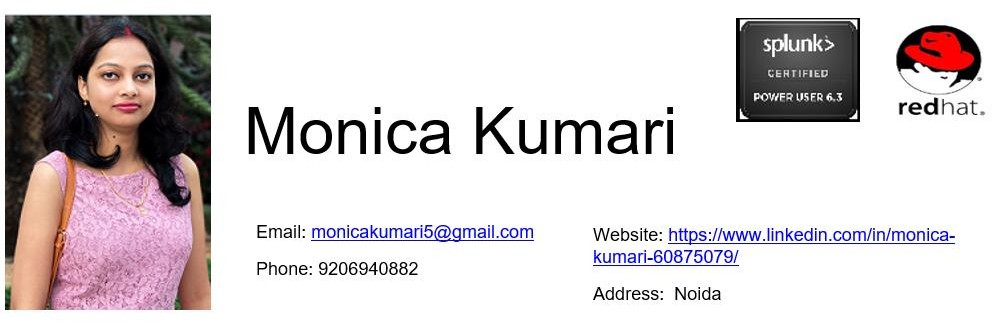 splunk>
CERTIFIED
POWER USER 6.3
redhat.
Monica Kumari
Email: monicakumari5@gmail.com
Phone: 9206940882
Website: https://www.linkedin.com/in/monica-
kumari-60875079/
Address: Noida